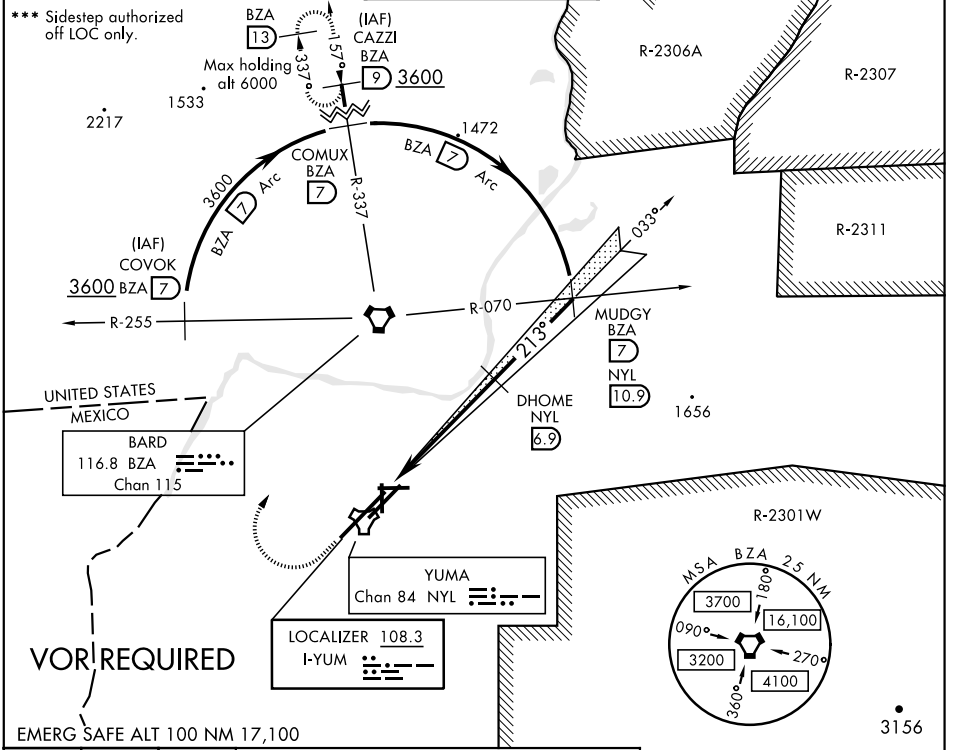 *** Sidestep authorized
off LOC only.
BZA
13
(IAF)
CAZZI
BZA
9 3600
337°
157°
Max holding
alt 6000
1533
2217
R-2306A
R-2307
R-2311
1472
COMUX
BZA
7
R-337
3600
BZA 7 Arc
BZA 7 Arc
(IAF)
COVOK
3600 BZA 7
R-255
R-070
033°
213°
MUDGY
BZA
7
NYL
10.9
DHOME
NYL
6.9
1656
UNITED STATES
MEXICO
BARD
116.8 BZA
Chan 115
R-2301W
YUMA
Chan 84 NYL
LOCALIZER 108.3
I-YUM
MSA BZA 25 NM
180°
3700
16,100
090°
270°
3200
4100
360°
VOR REQUIRED
3156
EMERG SAFE ALT 100 NM 17,100